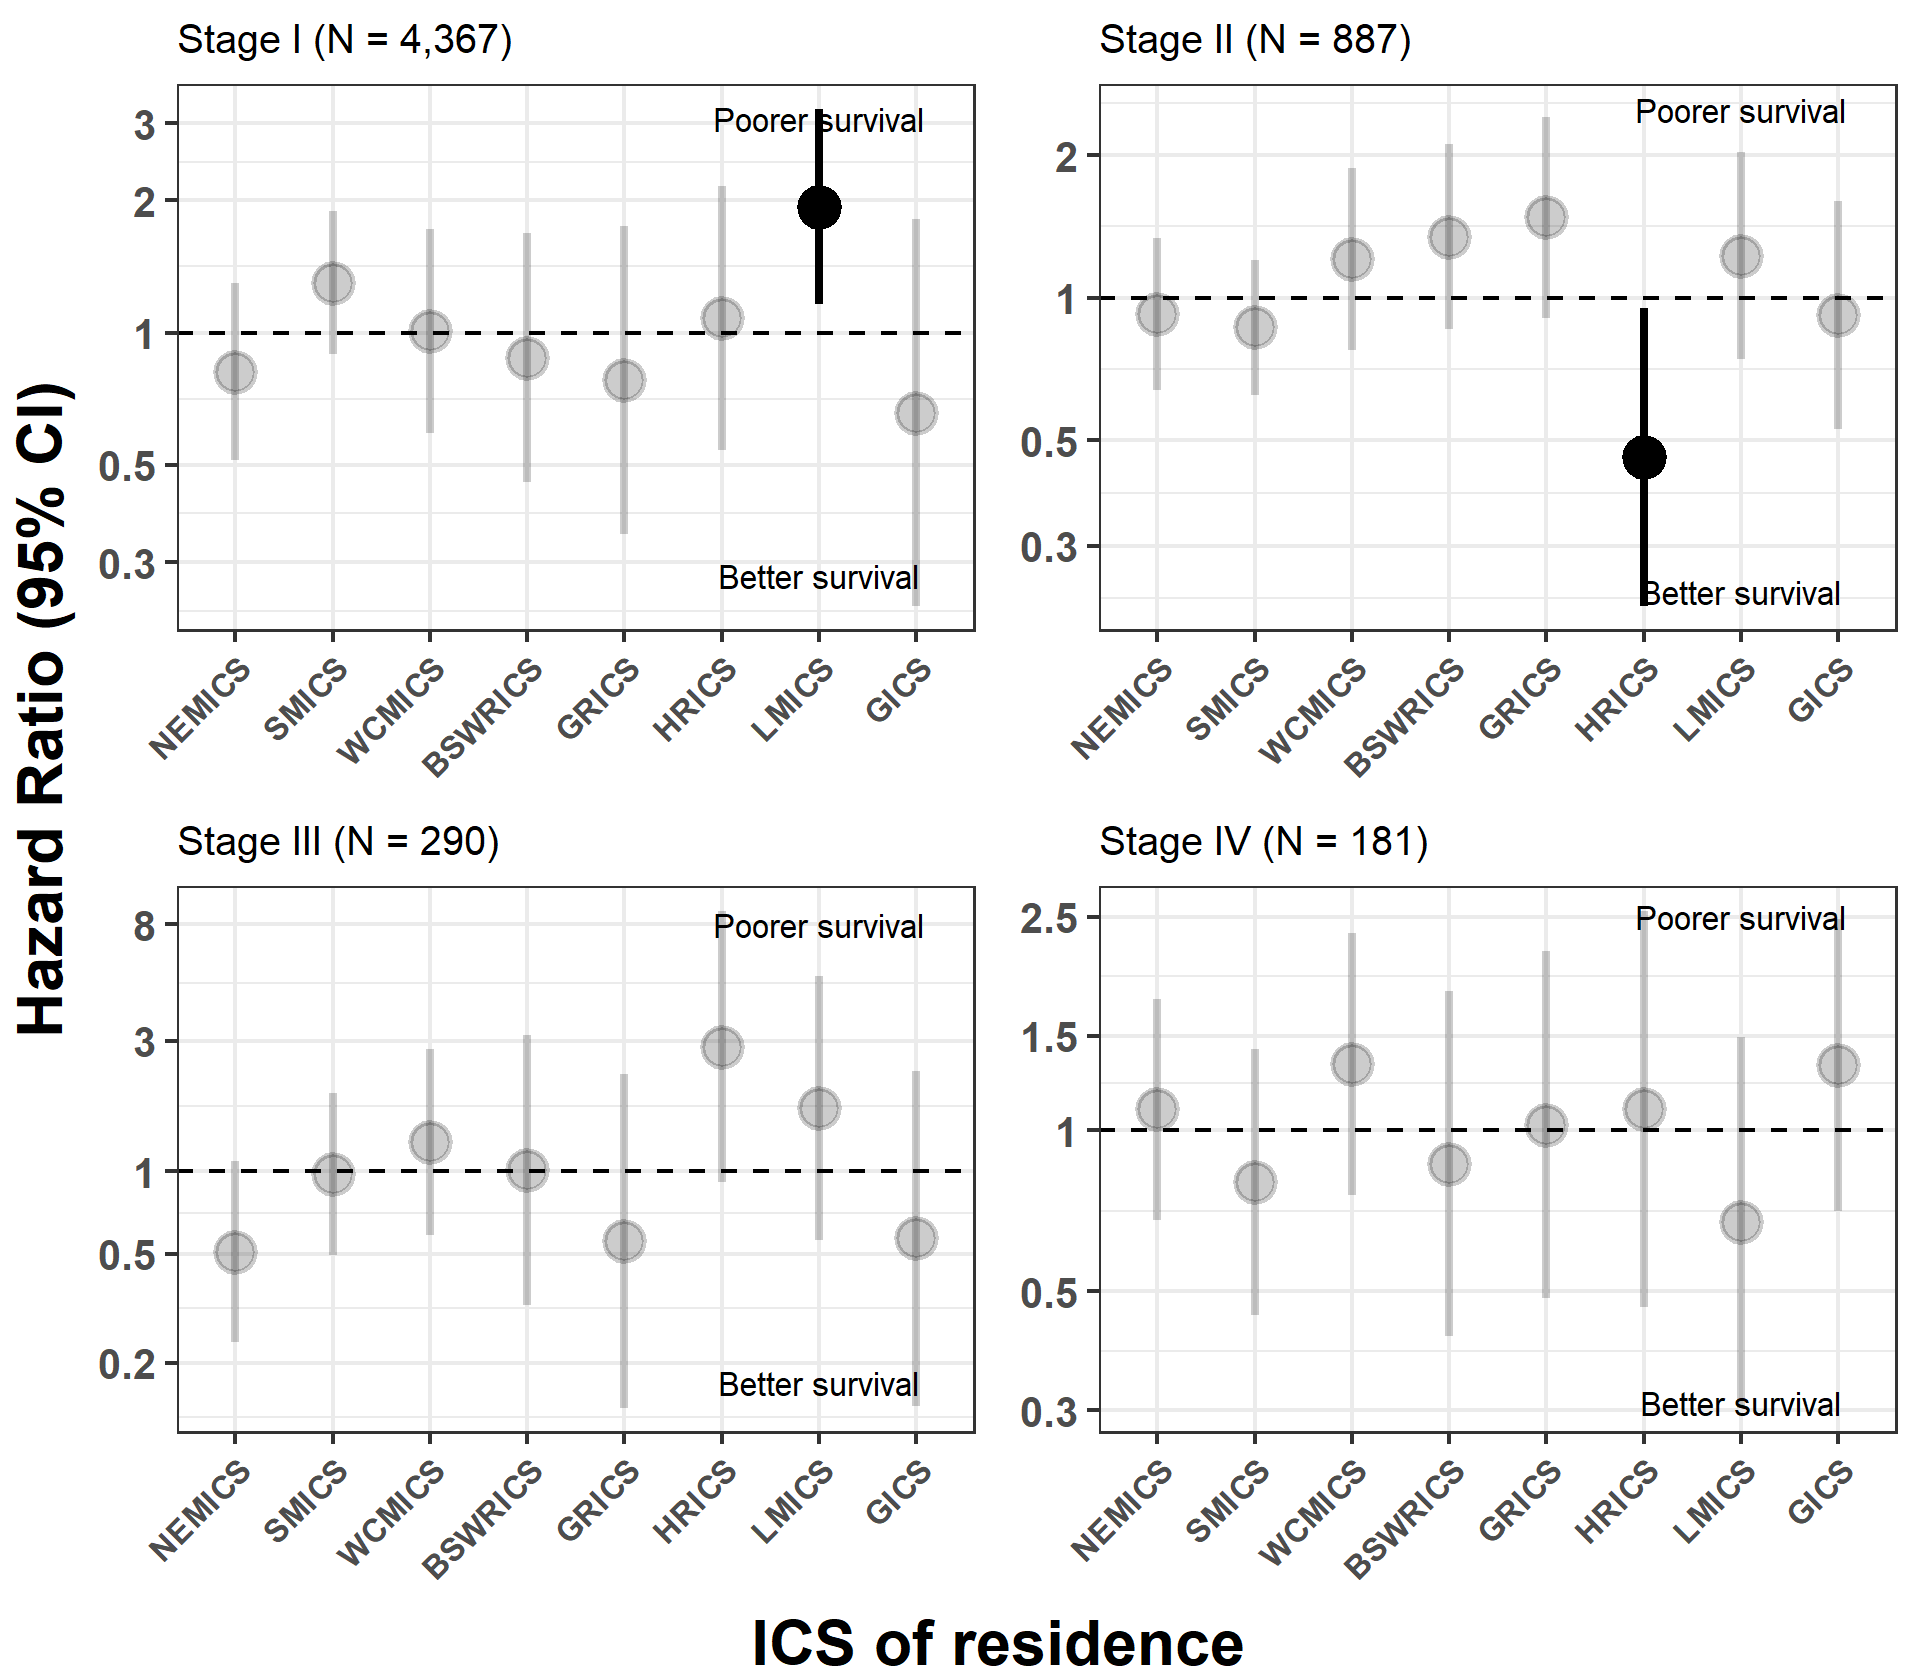 Stage I (N = 4,367)
Poorer survival
3
2
1
0.5
0.3
Better survival
NEMICS
SMICS
WCMICS
BSWRICS
GRICS
HRICS
LMICS
GICS
Stage II (N = 887)
Poorer survival
2
1
0.5
0.3
Better survival
NEMICS
SMICS
WCMICS
BSWRICS
GRICS
HRICS
LMICS
GICS
Hazard Ratio (95% CI)
Stage III (N = 290)
Poorer survival
8
3
1
0.5
0.2
Better survival
NEMICS
SMICS
WCMICS
BSWRICS
GRICS
HRICS
LMICS
GICS
Stage IV (N = 181)
Poorer survival
2.5
1.5
1
0.5
0.3
Better survival
NEMICS
SMICS
WCMICS
BSWRICS
GRICS
HRICS
LMICS
GICS
ICS of residence